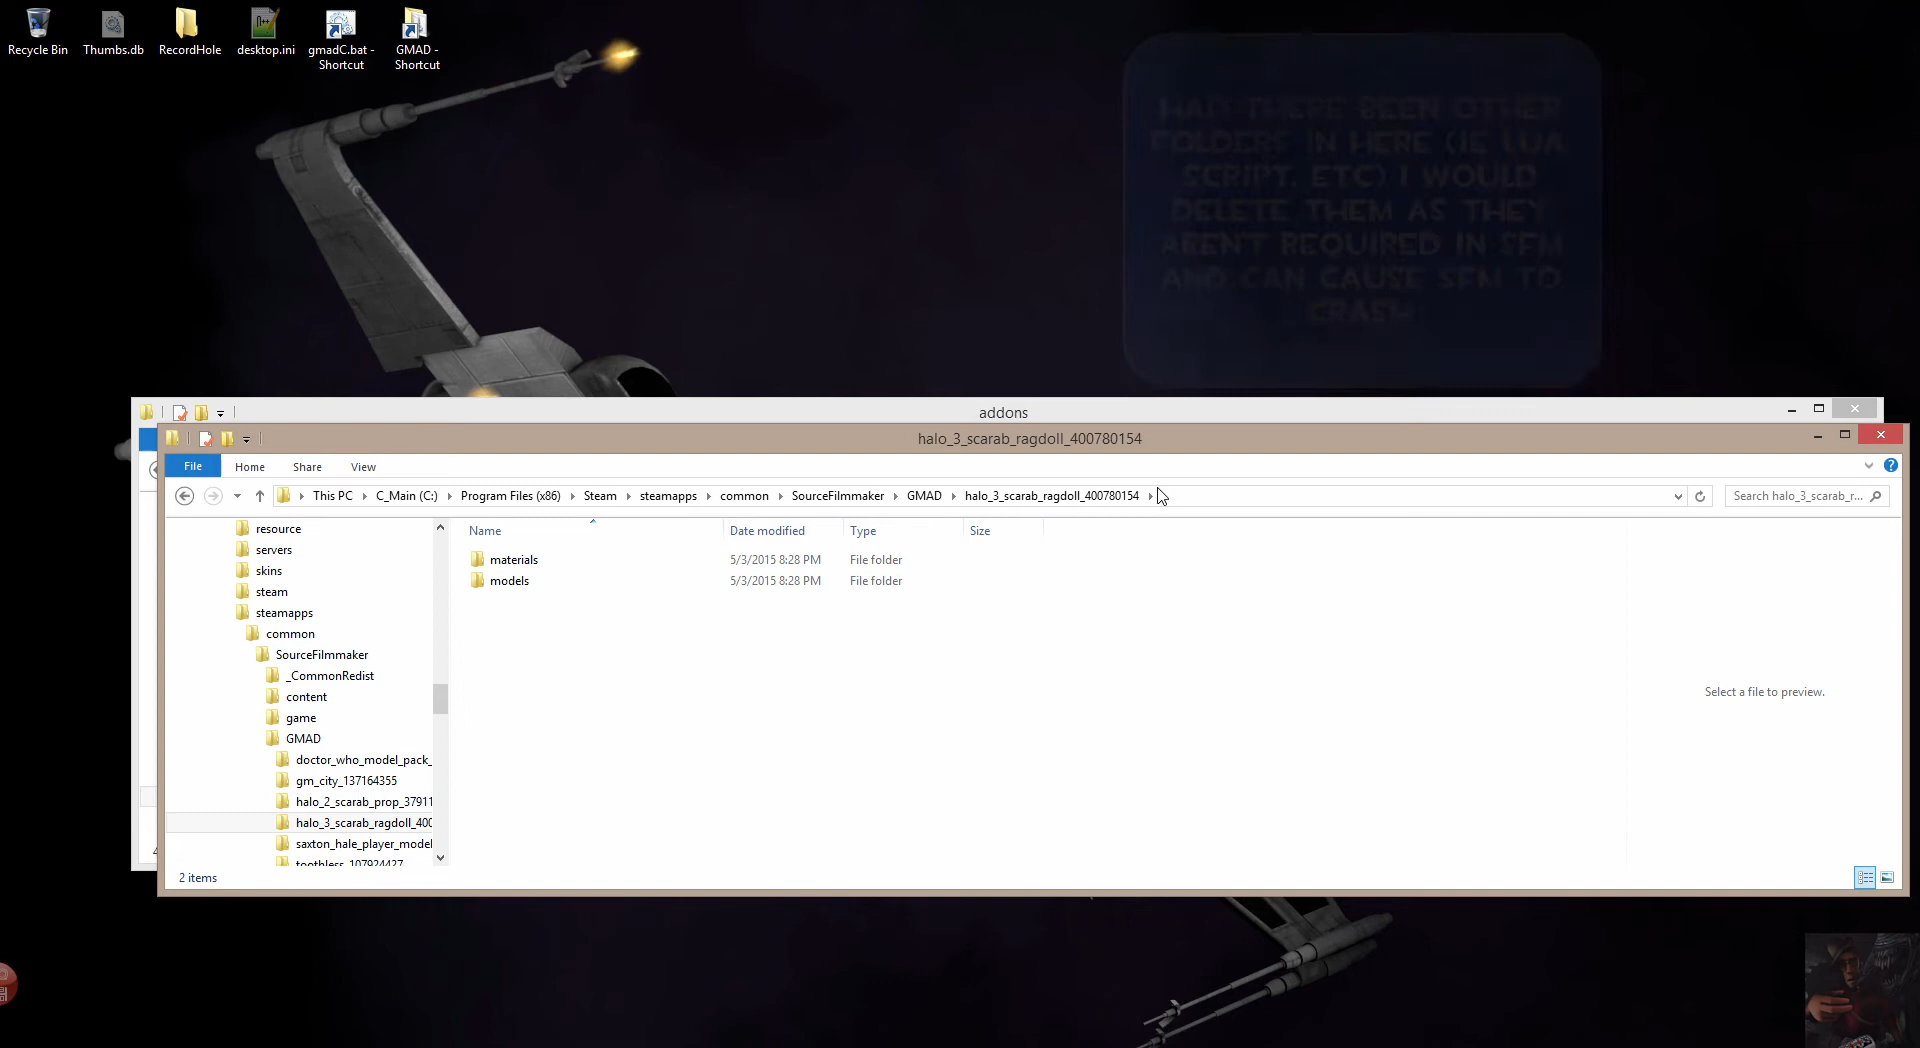 Recycle Bin
Thumbs.db
RecordHole
desktop.ini
gmadC.bat -
Shortcut
GMAD -
Shortcut
HAD THERE BEEN OTHER
FOLDERS IN HERE (IE LUA
SCRIPT, ETC) I WOULD
DELETE THEM AS THEY
ARENT REQUIRED IN SFM
AND CAN CAUSE SFM TO
CRASH
addons
halo_3_scarab_ragdoll_400780154
File
Home
Share
View
This PC
C_Main (C:)
Program Files (x86)
Steam
steamapps
common
SourceFilmmaker
GMAD
halo_3_scarab_ragdoll_400780154
Search halo_3_scarab_r...
resource
servers
skins
steam
steamapps
common
SourceFilmmaker
_CommonRedist
content
game
GMAD
doctor_who_model_pack_
gm_city_137164355
halo_2_scarab_prop_37911
halo_3_scarab_ragdoll_400
saxton_hale_player_model
toothless_107924427
Name
Date modified
Type
Size
materials
5/3/2015 8:28 PM
File folder
models
5/3/2015 8:28 PM
File folder
Select a file to preview.
2 items